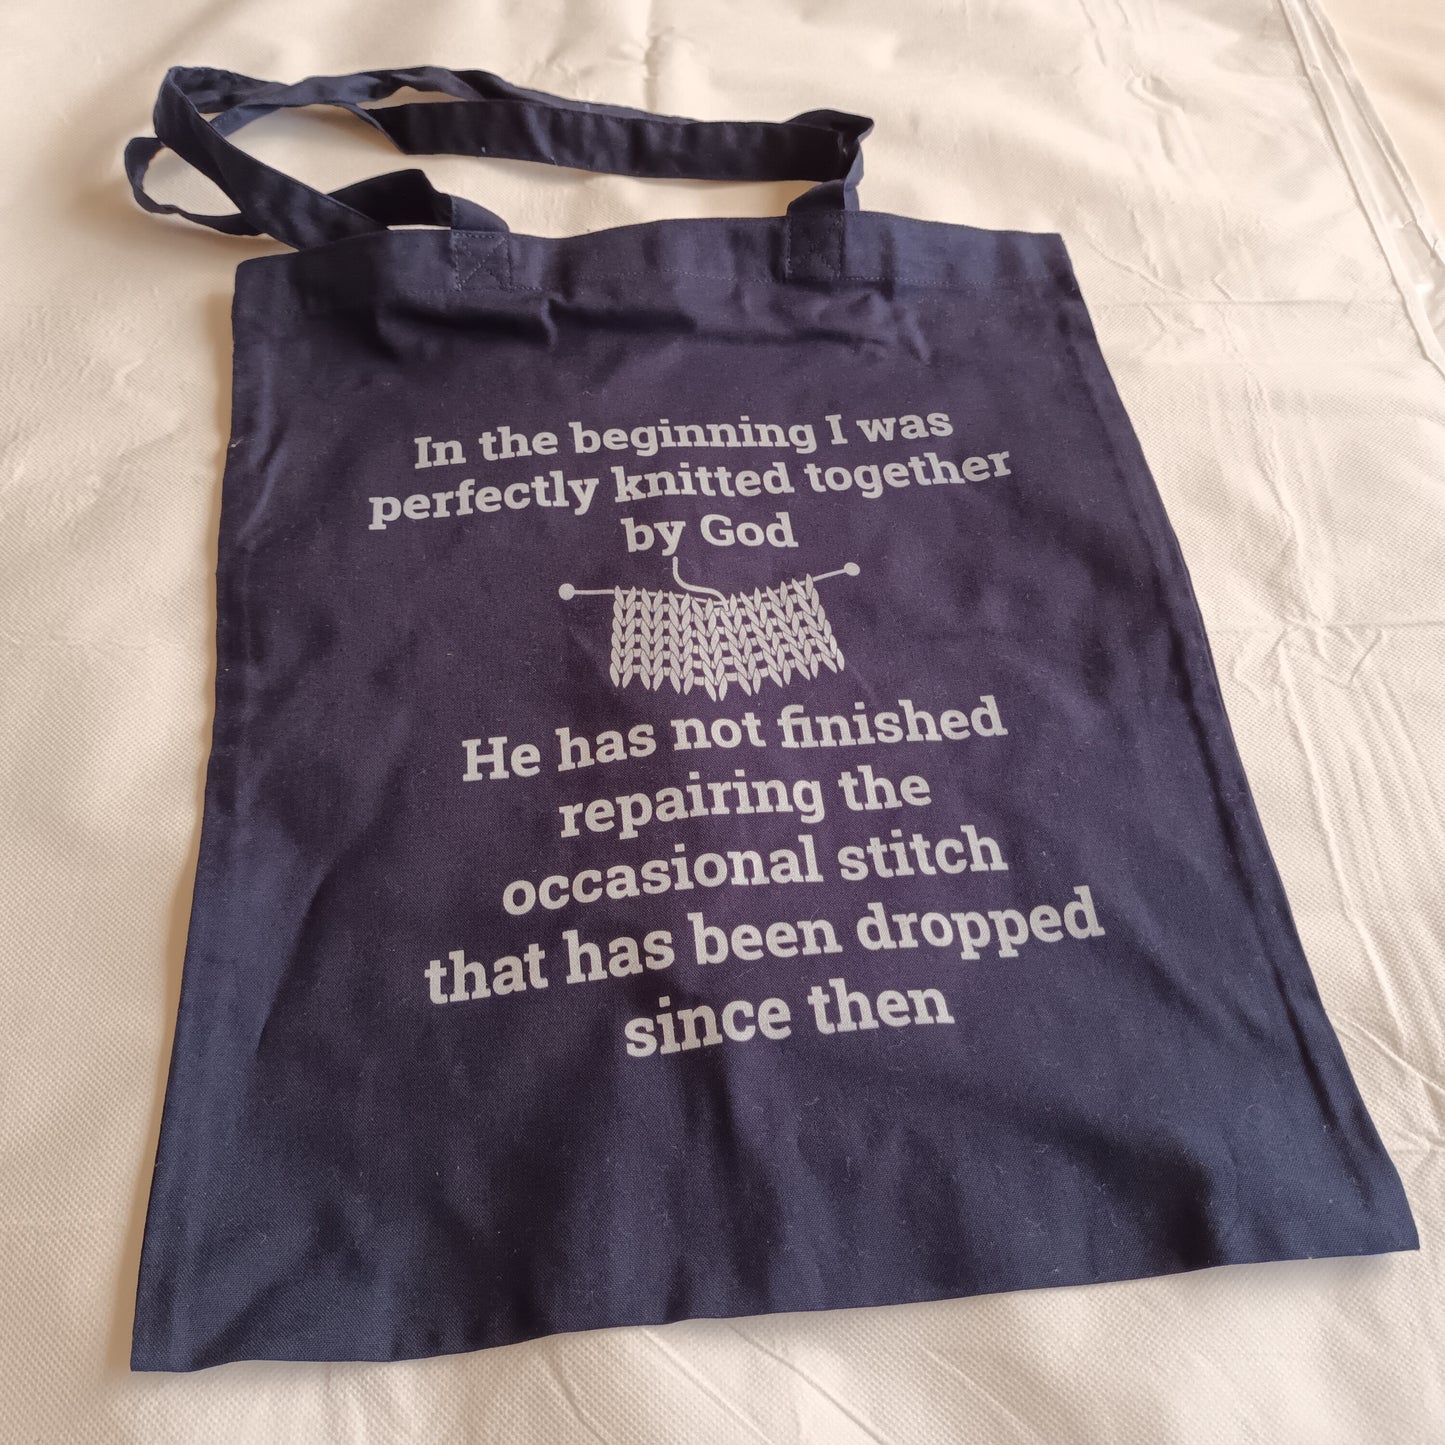 In the beginning I was
perfectly knitted together
by God
He has not finished
repairing the
occasional stitch
that has been dropped
since then